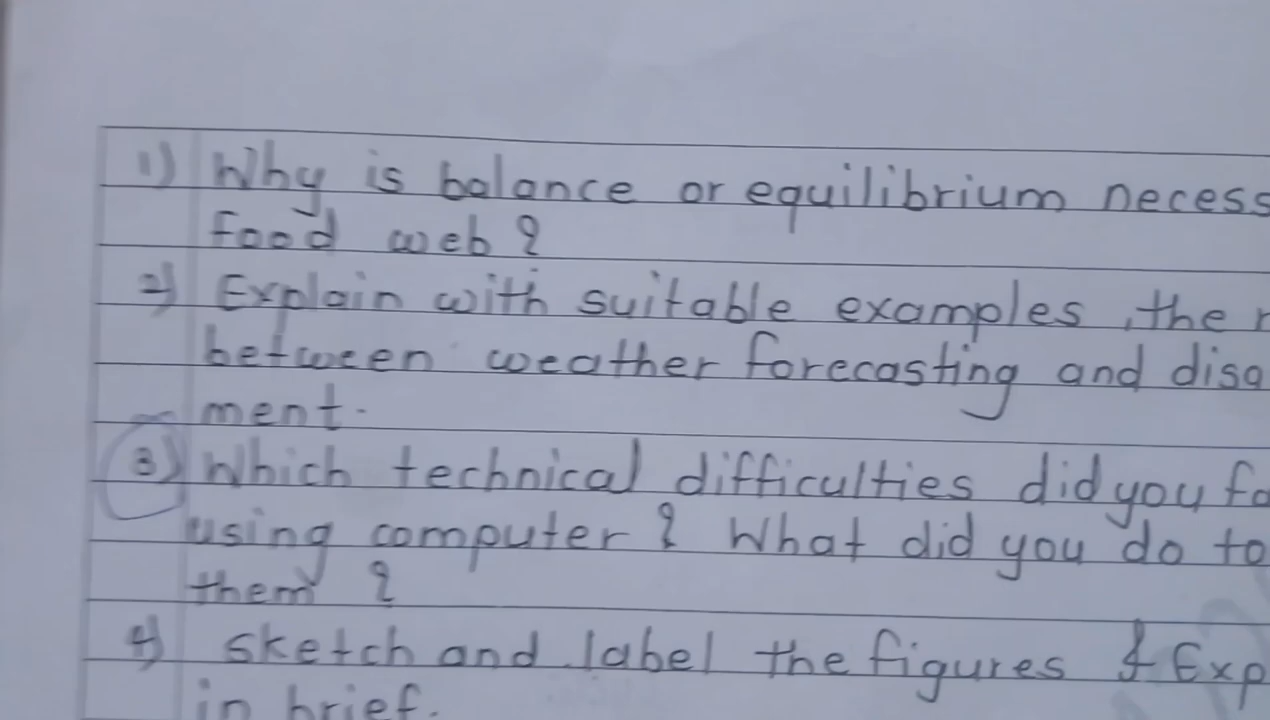 1) Why is balance or equilibrium necess
food web ?
2) Explain with suitable examples, the r
between weather forecasting and disa
ment.
3) Which technical difficulties did you fa
using computer ? What did you do to
them ?
4) sketch and label the figures & Exp
in brief.